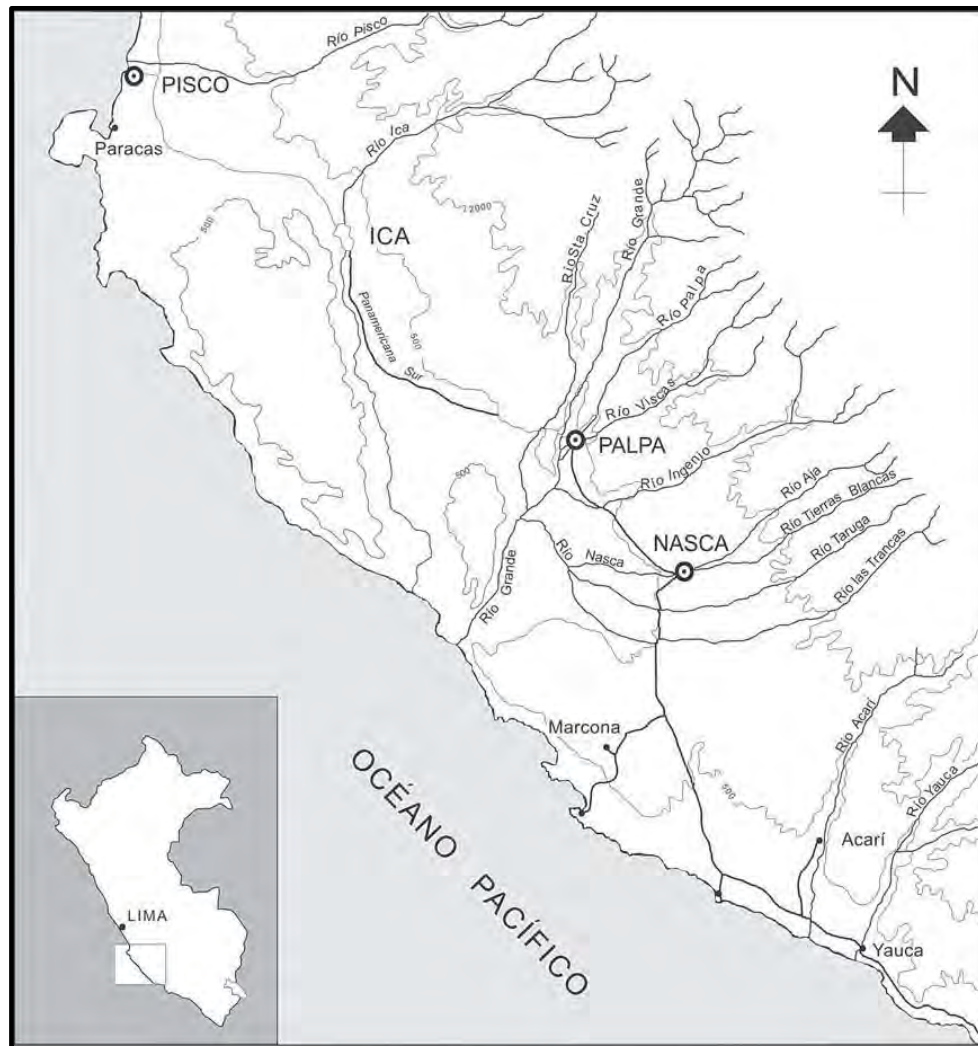 Río Pisco
PISCO
N
Paracas
Río Ica
2000
500
ICA
Río Sta Cruz
Río Grande
Río Palpa
Panamericana Sur
500
Río Viscas
PALPA
Río Ingenio
500
Río Aja
Río Tierras Blancas
NASCA
Río Taruga
Río Nasca
Río las Trancas
Río Grande
Marcona
Río Acarí
500
Río Yauca
OCÉANO PACÍFICO
Acarí
LIMA
Yauca